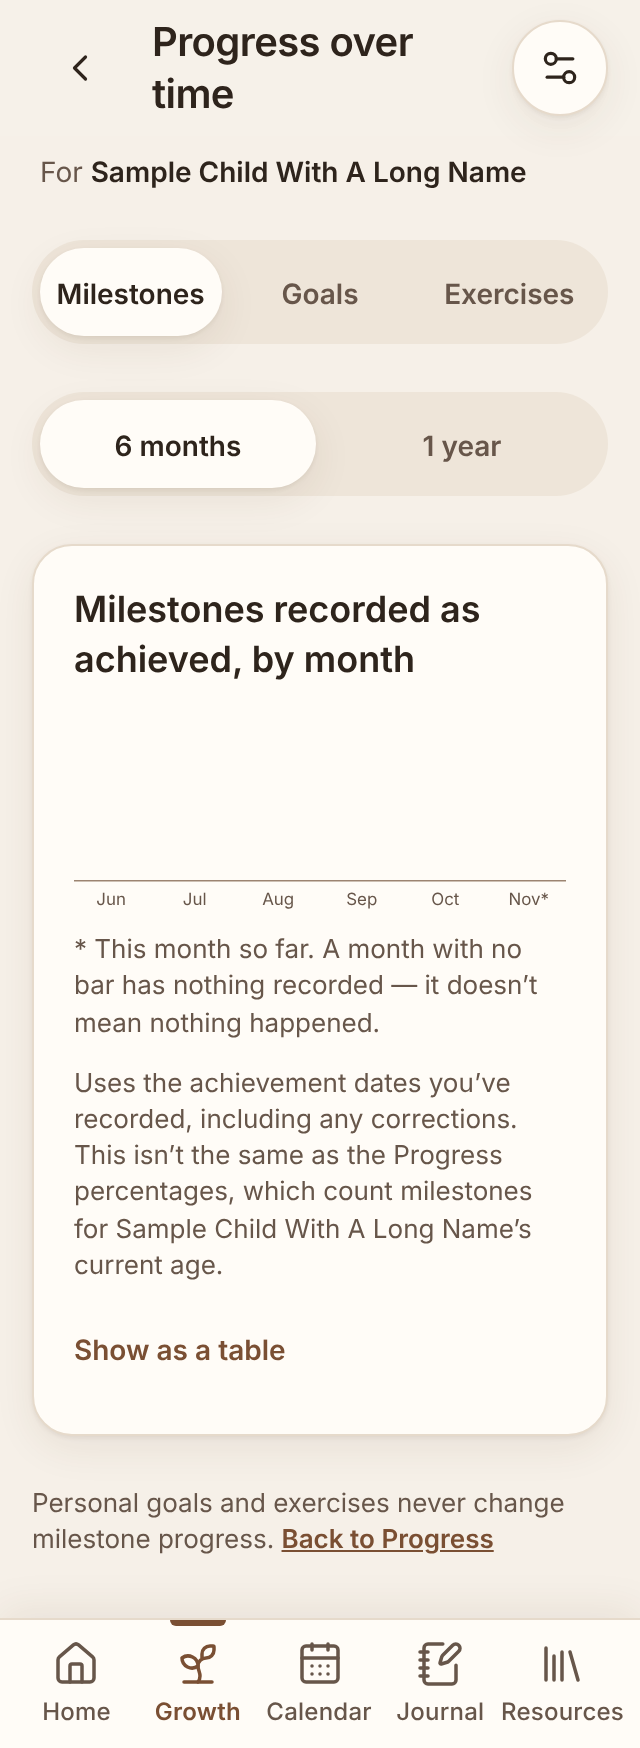 Progress over
time
For Sample Child With A Long Name
Milestones Goals Exercises
6 months 1 year
Milestones recorded as
achieved, by month
Jun Jul Aug Sep Oct Nov*
* This month so far. A month with no
bar has nothing recorded — it doesn’t
mean nothing happened.
Uses the achievement dates you’ve
recorded, including any corrections.
This isn’t the same as the Progress
percentages, which count milestones
for Sample Child With A Long Name’s
current age.
Show as a table
Personal goals and exercises never change
milestone progress. Back to Progress
Home Growth Calendar Journal Resources